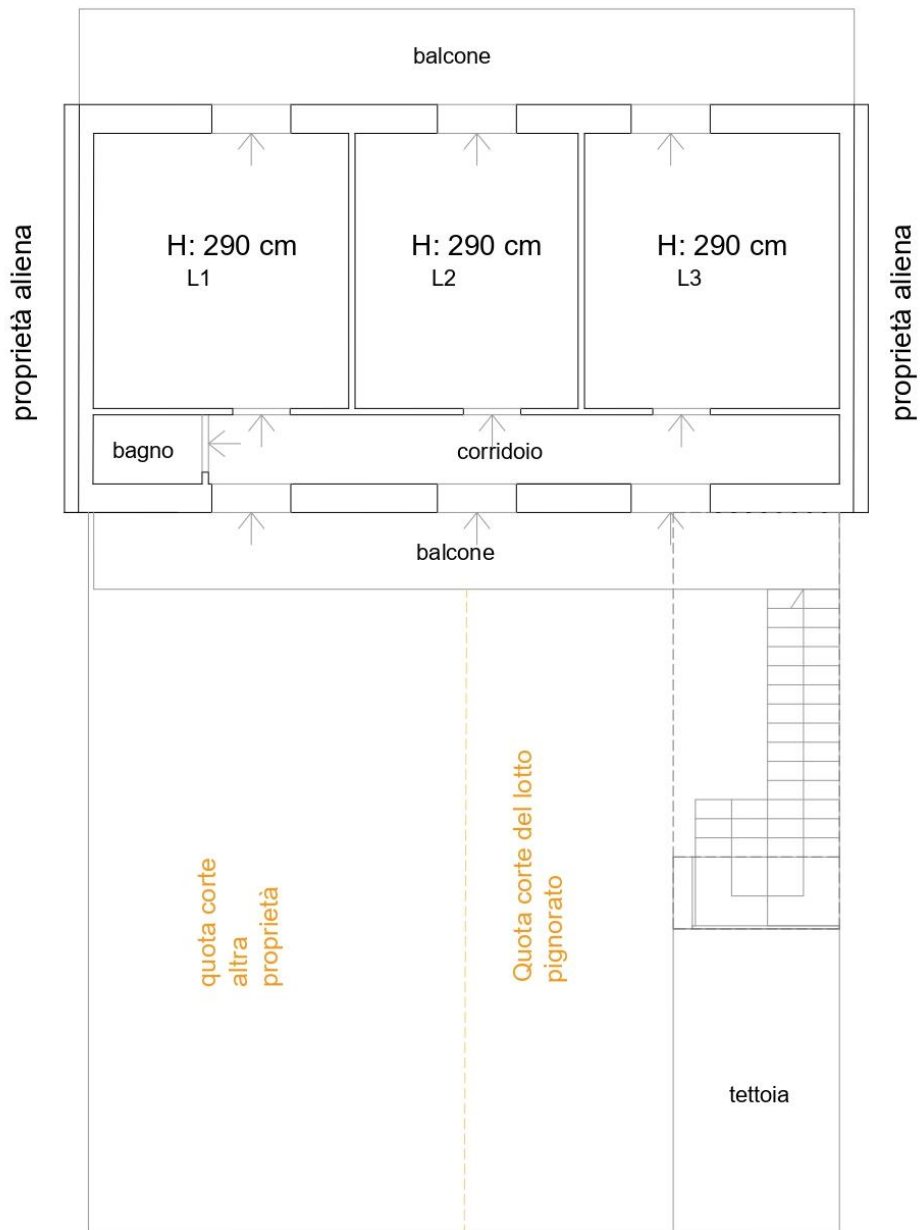 balcone
proprietà aliena
H: 290 cm
L1
H: 290 cm
L2
H: 290 cm
L3
proprietà aliena
bagno
corridoio
balcone
quota corte
altra
proprietà
Quota corte del lotto
pignorato
tettoia